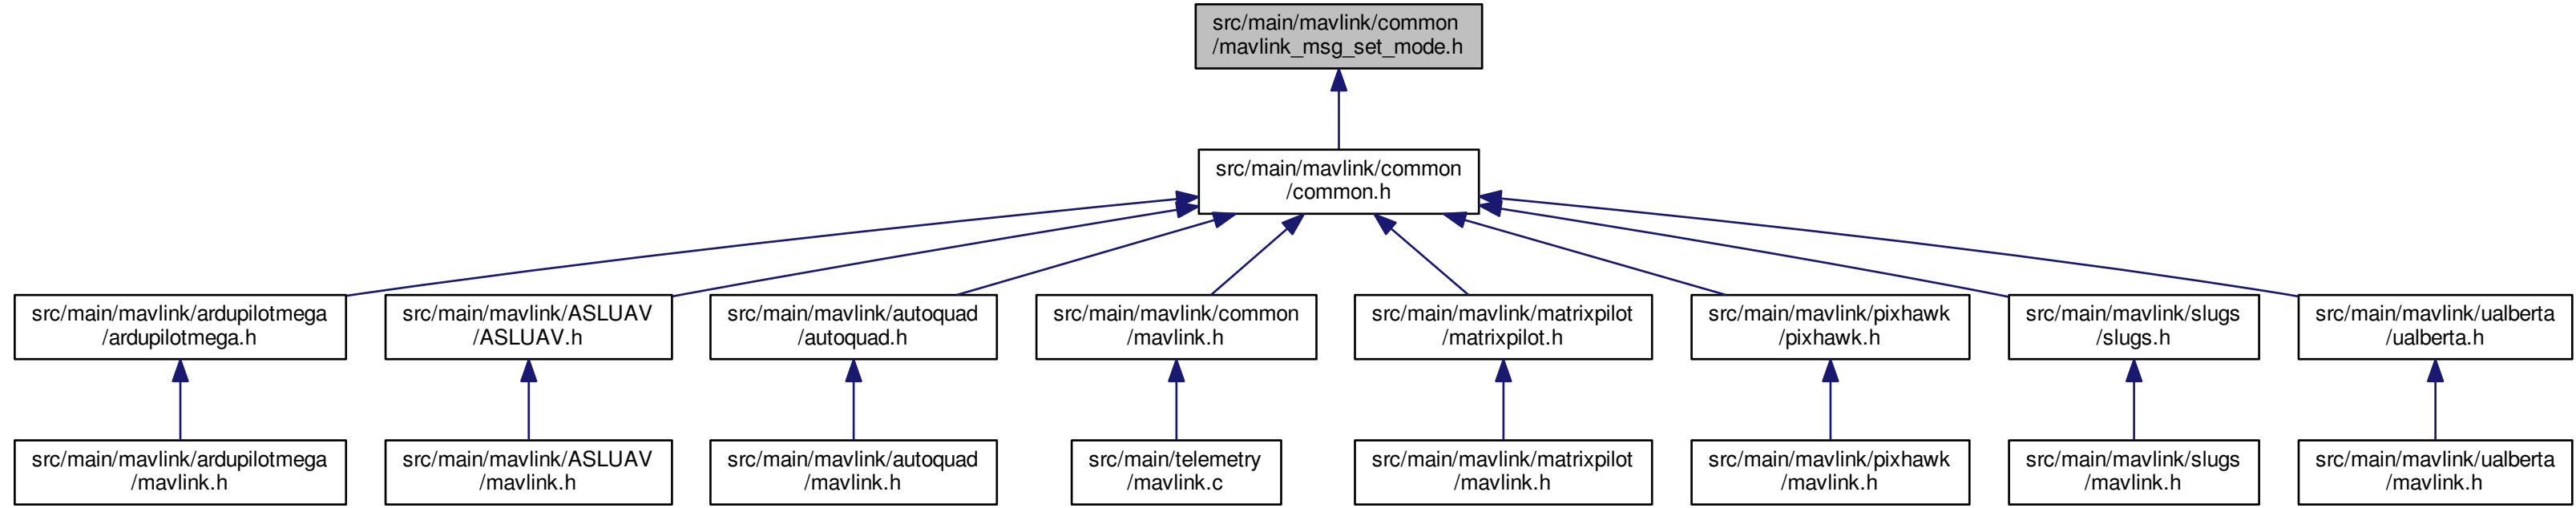 src/main/mavlink/common
/mavlink_msg_set_mode.h
src/main/mavlink/common
/common.h
src/main/mavlink/ardupilotmega
/ardupilotmega.h
src/main/mavlink/ASLUAV
/ASLUAV.h
src/main/mavlink/autoquad
/autoquad.h
src/main/mavlink/common
/mavlink.h
src/main/mavlink/matrixpilot
/matrixpilot.h
src/main/mavlink/pixhawk
/pixhawk.h
src/main/mavlink/slugs
/slugs.h
src/main/mavlink/ualberta
/ualberta.h
src/main/mavlink/ardupilotmega
/mavlink.h
src/main/mavlink/ASLUAV
/mavlink.h
src/main/mavlink/autoquad
/mavlink.h
src/main/telemetry
/mavlink.c
src/main/mavlink/matrixpilot
/mavlink.h
src/main/mavlink/pixhawk
/mavlink.h
src/main/mavlink/slugs
/mavlink.h
src/main/mavlink/ualberta
/mavlink.h